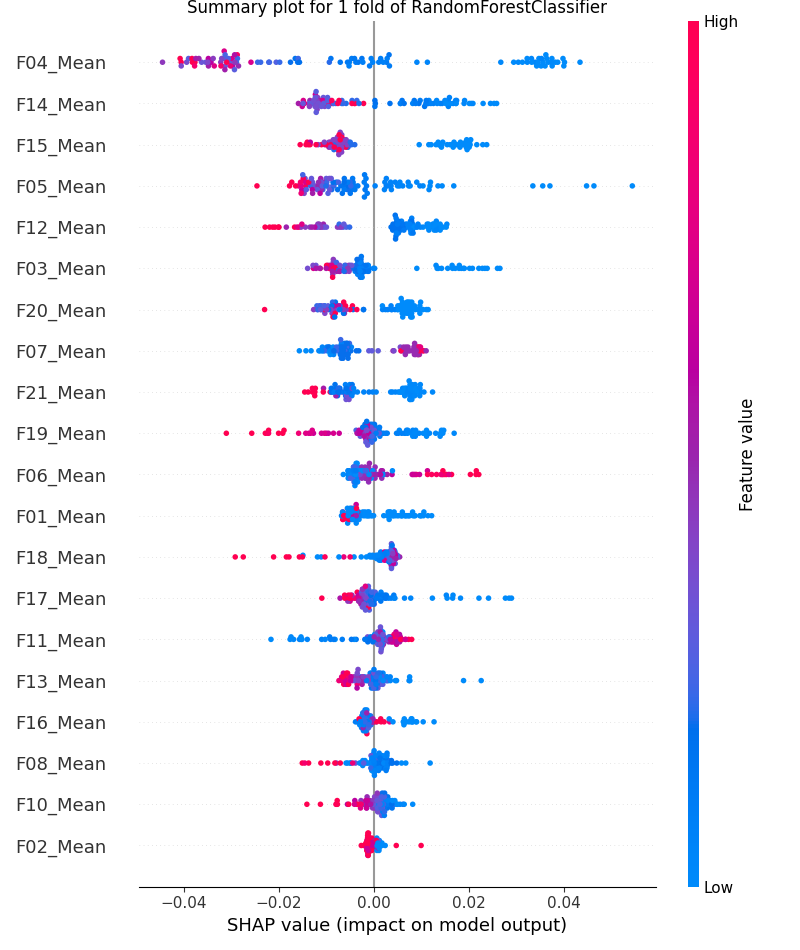 Summary plot for 1 fold of RandomForestClassifier
High
F04_Mean
F14_Mean
F15_Mean
F05_Mean
F12_Mean
F03_Mean
F20_Mean
F07_Mean
F21_Mean
F19_Mean
F06_Mean
F01_Mean
F18_Mean
F17_Mean
F11_Mean
F13_Mean
F16_Mean
F08_Mean
F10_Mean
F02_Mean
Feature value
Low
−0.04 −0.02 0.00 0.02 0.04
SHAP value (impact on model output)